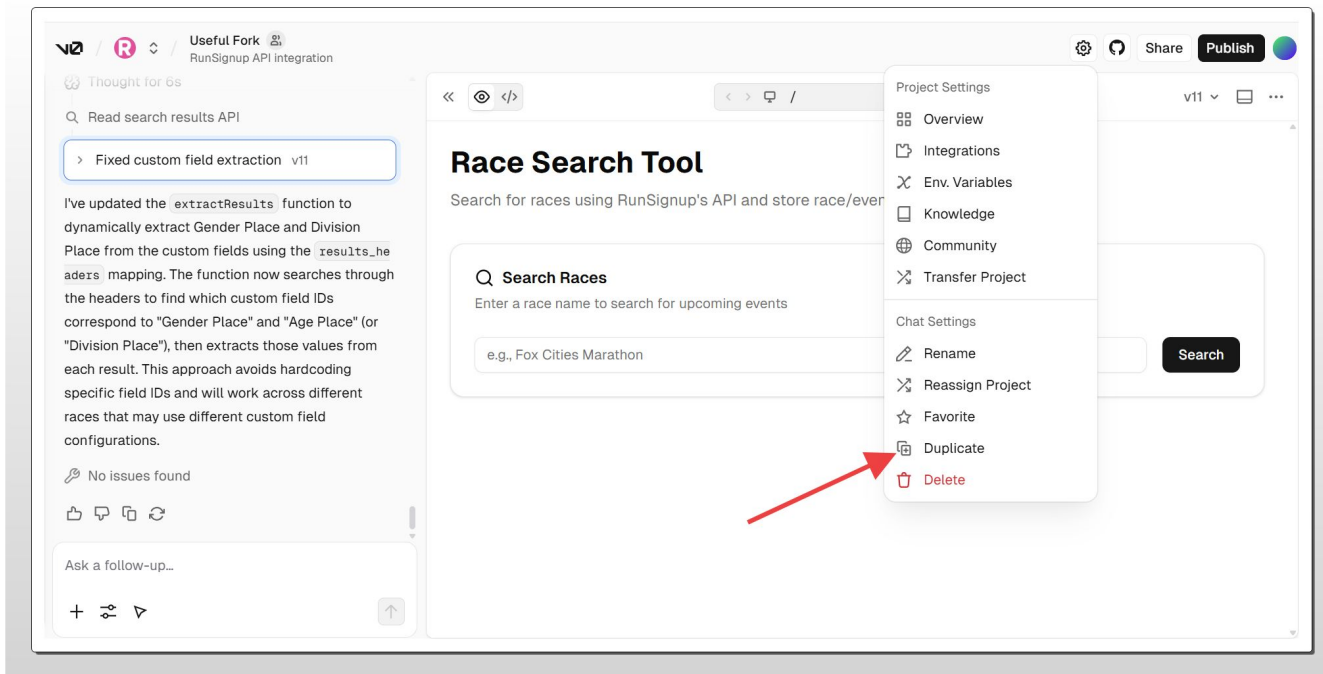 v0 / R / Useful Fork
RunSignup API integration
Share
Publish
Thought for 6s
Read search results API
Fixed custom field extraction v11
I've updated the extractResults function to
dynamically extract Gender Place and Division
Place from the custom fields using the results_he
aders mapping. The function now searches through
the headers to find which custom field IDs
correspond to "Gender Place" and "Age Place" (or
"Division Place"), then extracts those values from
each result. This approach avoids hardcoding
specific field IDs and will work across different
races that may use different custom field
configurations.
No issues found
Ask a follow-up...
/
v11
Race Search Tool
Search for races using RunSignup's API and store race/ever
Search Races
Enter a race name to search for upcoming events
e.g., Fox Cities Marathon
Search
Project Settings
Overview
Integrations
Env. Variables
Knowledge
Community
Transfer Project
Chat Settings
Rename
Reassign Project
Favorite
Duplicate
Delete